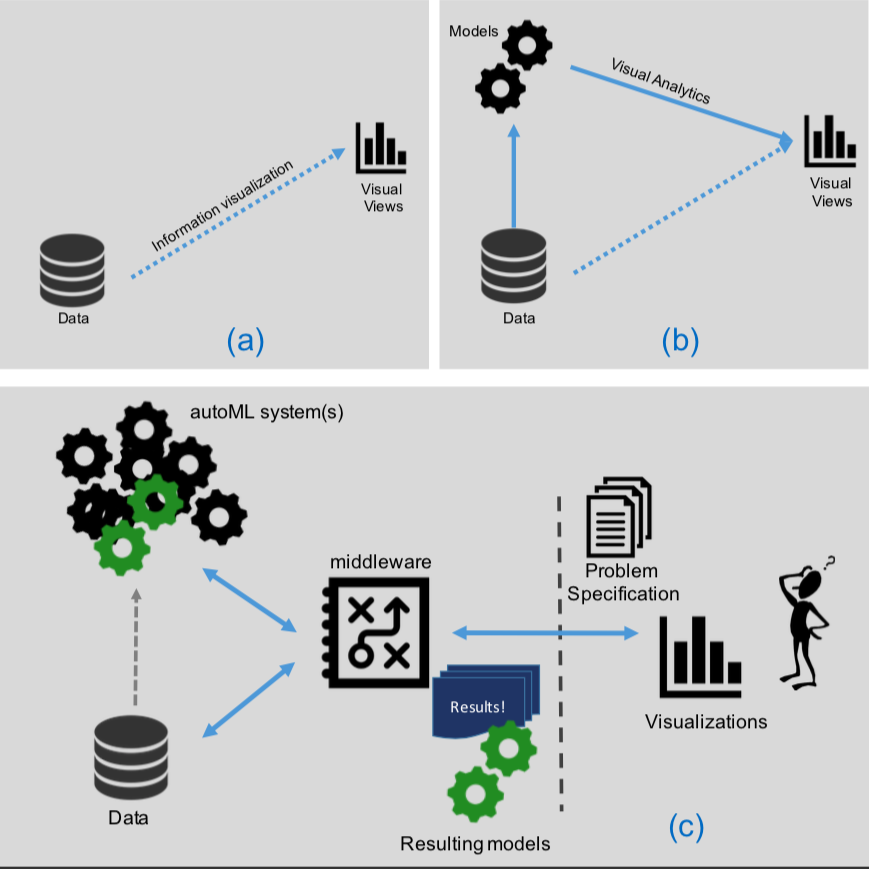 Information visualization
Visual
Views
Data
(a)
Models
Visual Analytics
Visual
Views
Data
(b)
autoML system(s)
middleware
Problem
Specification
?
Results!
Visualizations
Data
Resulting models
(c)